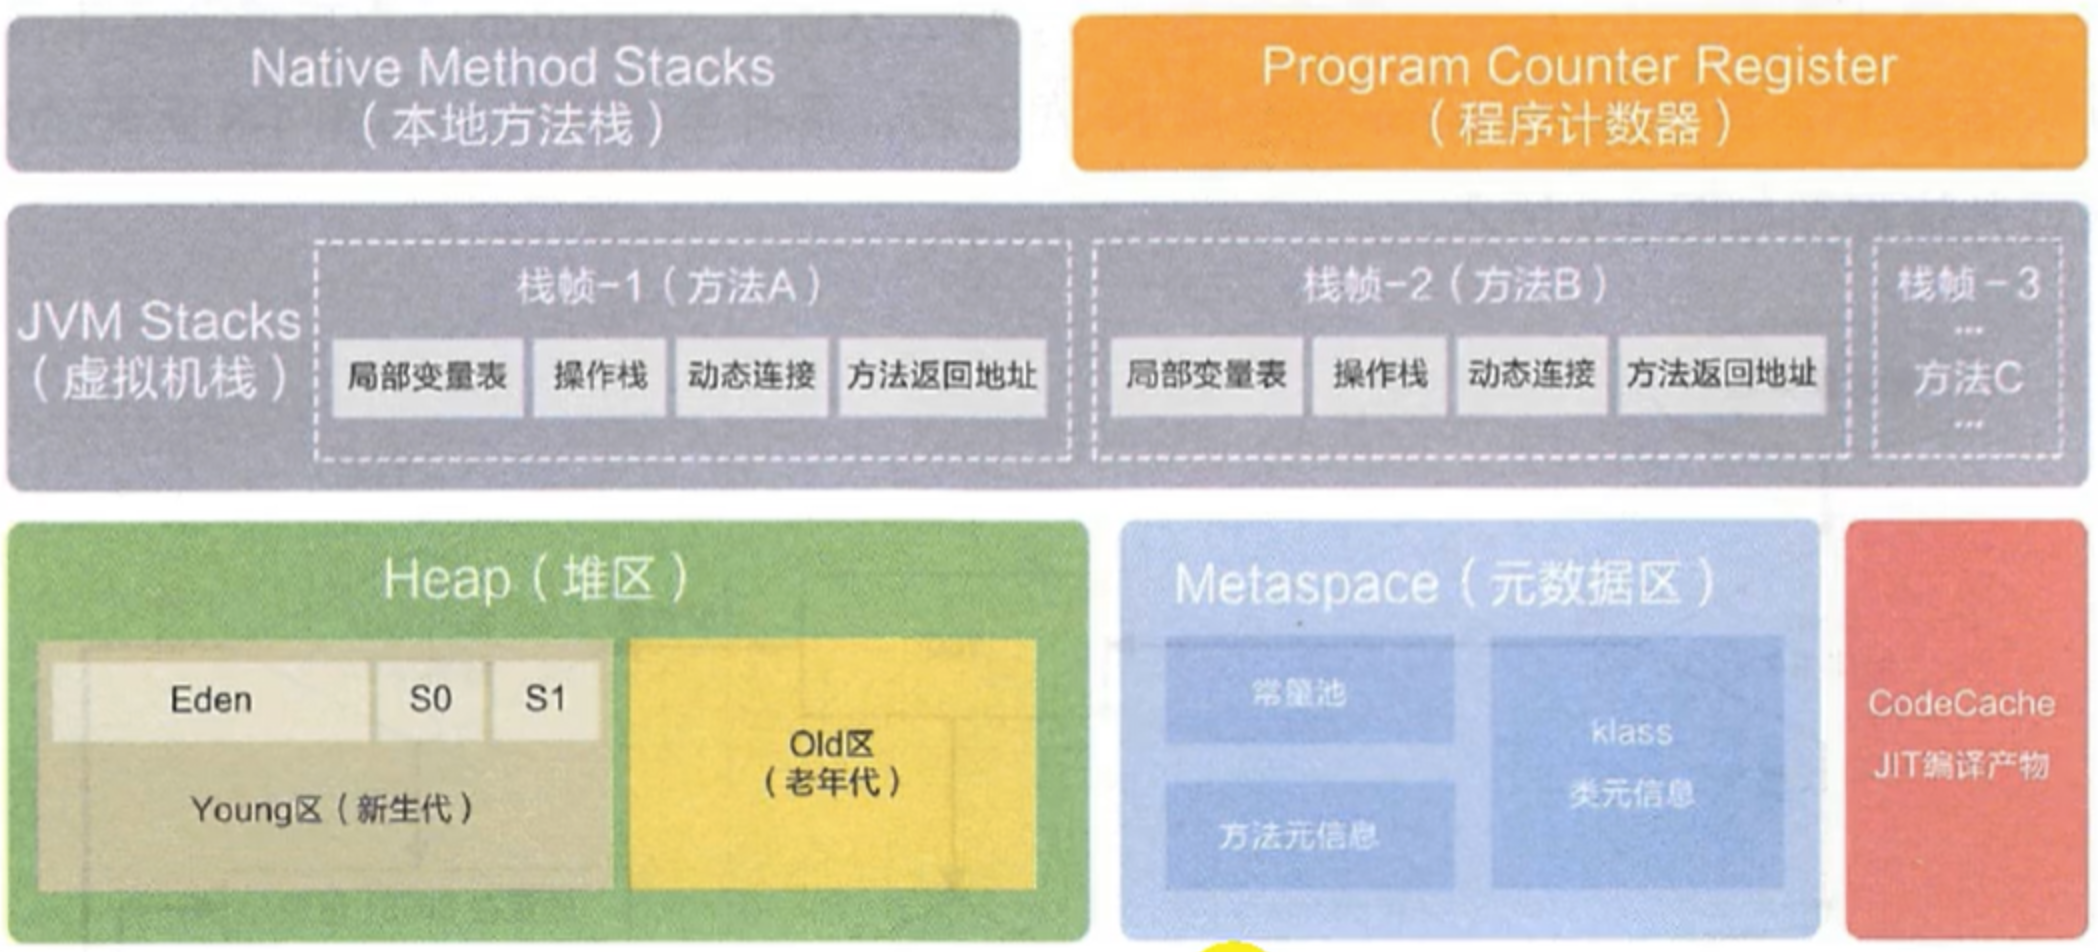 Native Method Stacks
（本地方法栈）
Program Counter Register
（程序计数器）
JVM Stacks
（虚拟机栈）
栈帧-1（方法A）
局部变量表
操作栈
动态连接
方法返回地址
栈帧-2（方法B）
局部变量表
操作栈
动态连接
方法返回地址
栈帧-3
...
方法C
...
Heap（堆区）
Eden
S0
S1
Young区（新生代）
Old区
（老年代）
Metaspace（元数据区）
常量池
方法元信息
klass
类元信息
CodeCache
JIT编译产物